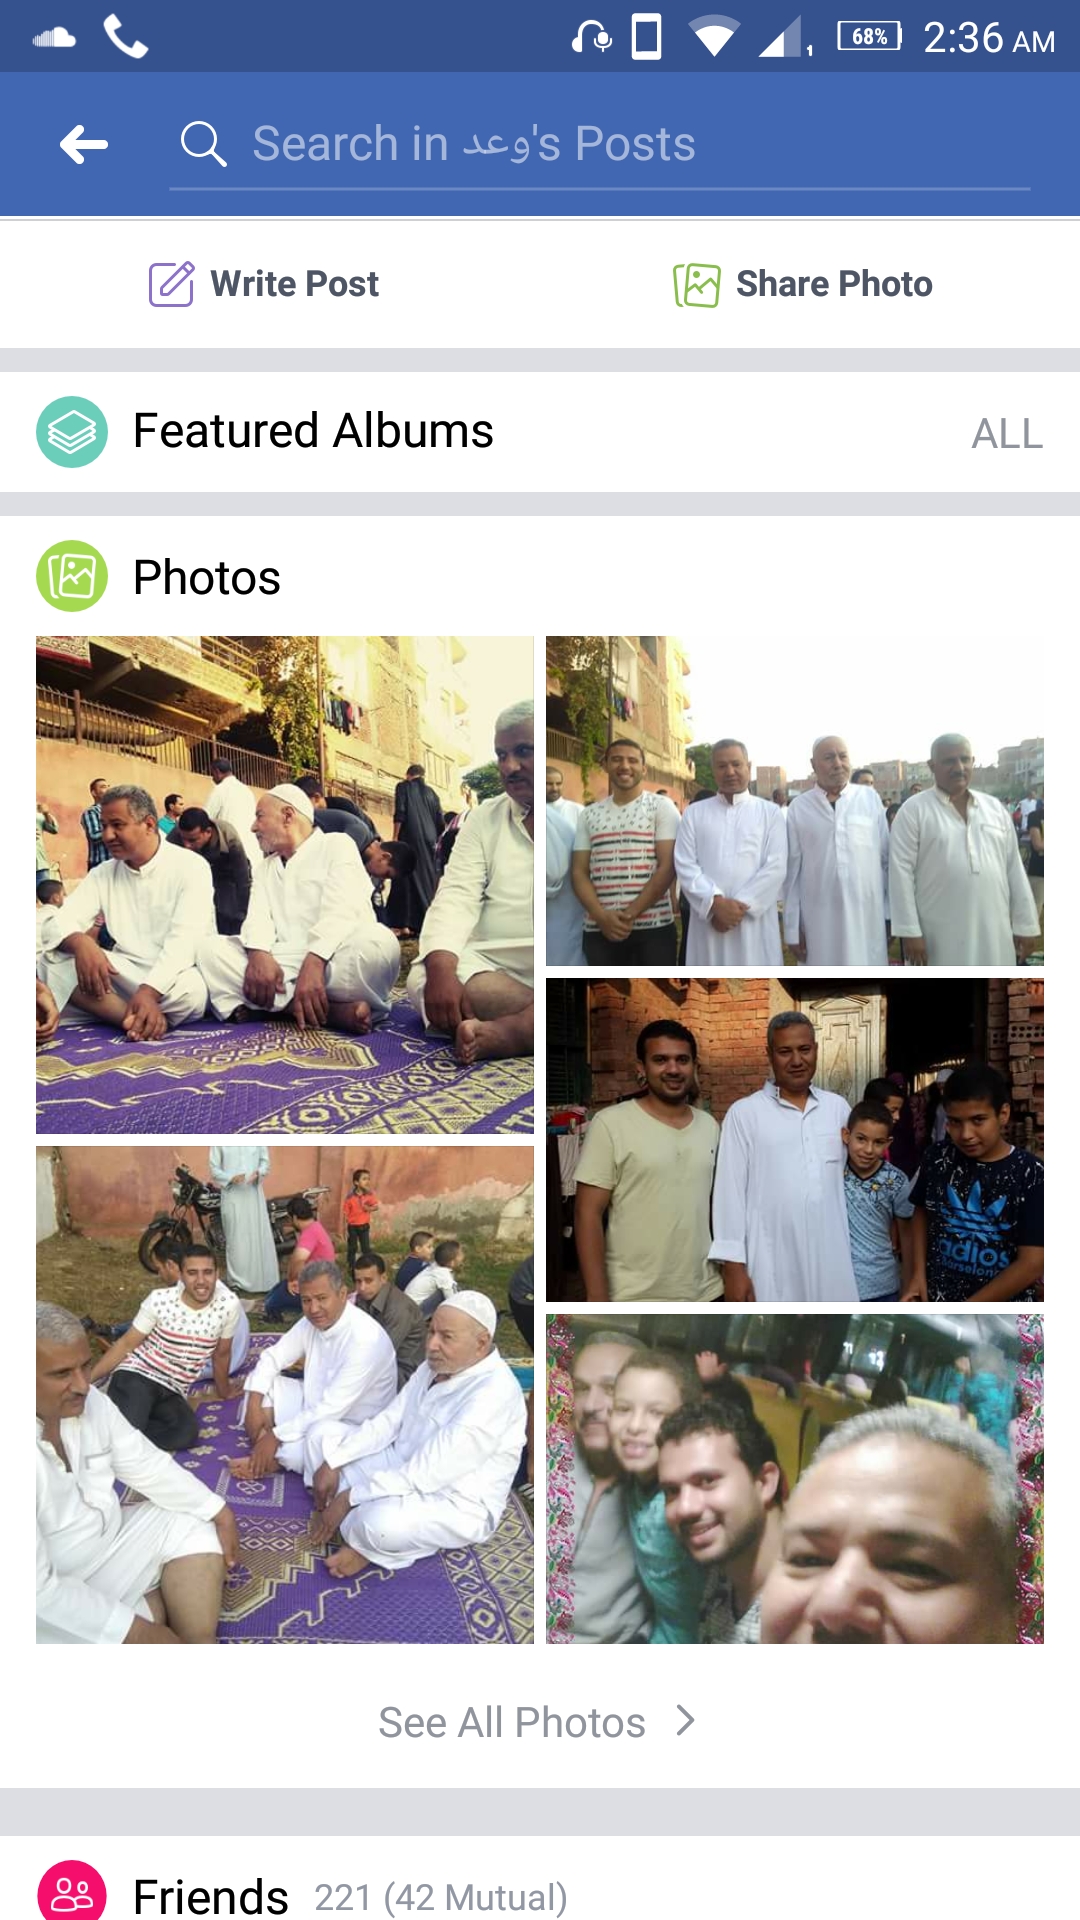 68% 2:36 AM
Search in وعد's Posts
Write Post Share Photo
Featured Albums ALL
Photos
adios
Barselona
See All Photos
Friends 221 (42 Mutual)